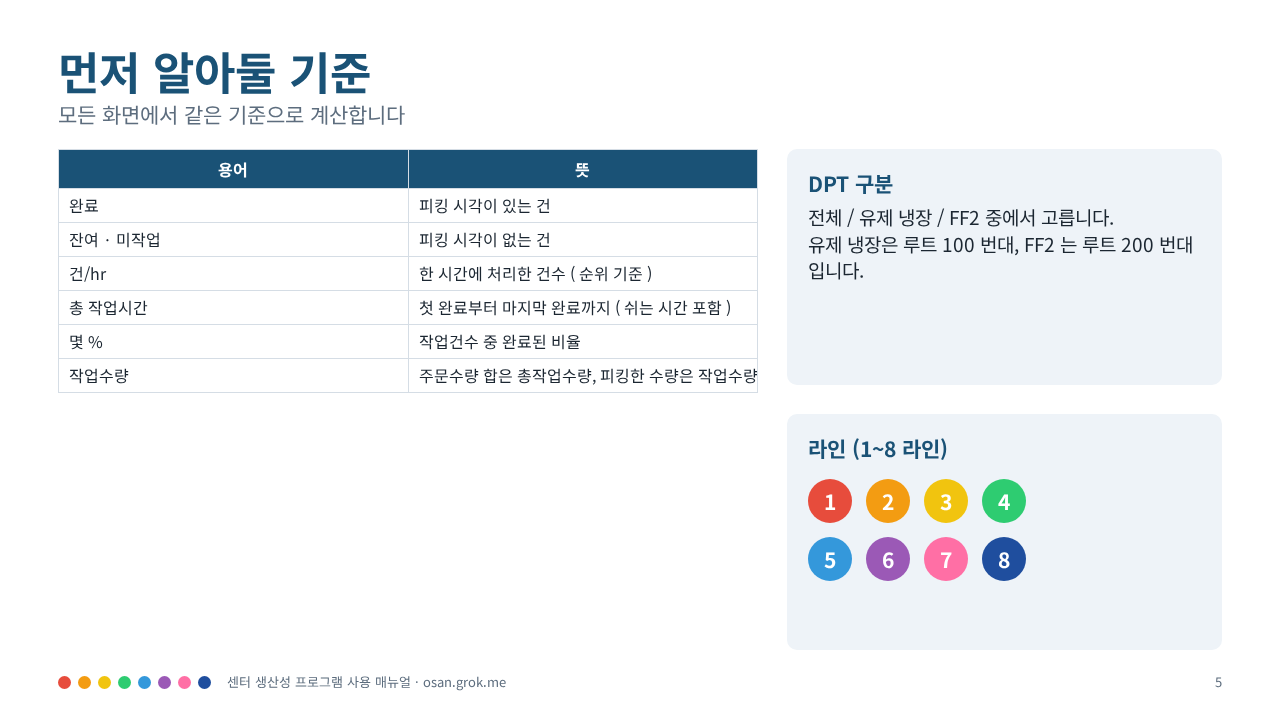 먼저 알아둘 기준
모든 화면에서 같은 기준으로 계산합니다
용어 뜻
완료 피킹 시각이 있는 건
잔여 · 미작업 피킹 시각이 없는 건
건/hr 한 시간에 처리한 건수 ( 순위 기준 )
총 작업시간 첫 완료부터 마지막 완료까지 ( 쉬는 시간 포함 )
몇 % 작업건수 중 완료된 비율
작업수량 주문수량 합은 총작업수량, 피킹한 수량은 작업수량
DPT 구분
전체 / 유제 냉장 / FF2 중에서 고릅니다.
유제 냉장은 루트 100 번대, FF2 는 루트 200 번대
입니다.
라인 (1~8 라인)
1 2 3 4
5 6 7 8
센터 생산성 프로그램 사용 매뉴얼 · osan.grok.me
5